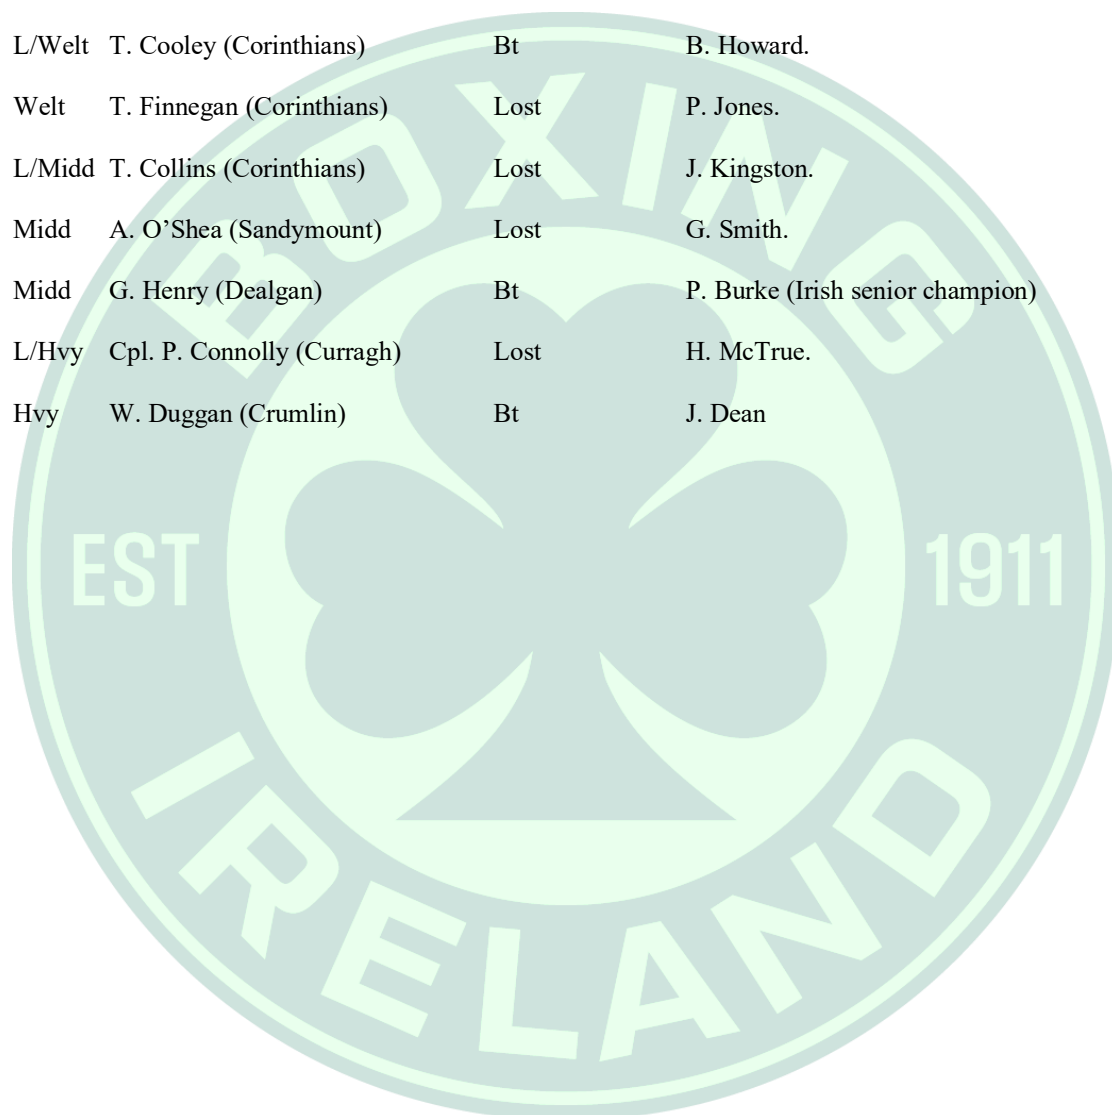 L/Welt T. Cooley (Corinthians) Bt B. Howard.
Welt T. Finnegan (Corinthians) Lost P. Jones.
L/Midd T. Collins (Corinthians) Lost J. Kingston.
Midd A. O’Shea (Sandymount) Lost G. Smith.
Midd G. Henry (Dealgan) Bt P. Burke (Irish senior champion)
L/Hvy Cpl. P. Connolly (Curragh) Lost H. McTrue.
Hvy W. Duggan (Crumlin) Bt J. Dean
BOXING
EST 1911
IRELAND